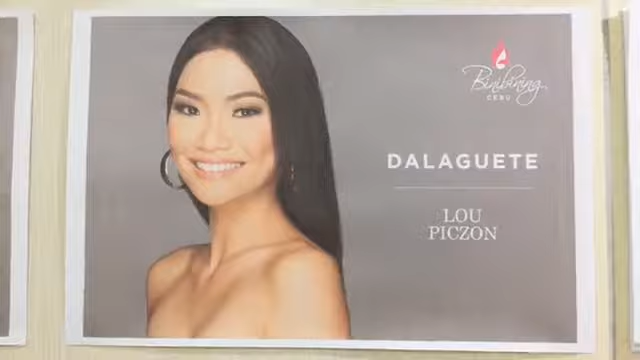 Binibining
CEBU
DALAGUETE
LOU
PICZON